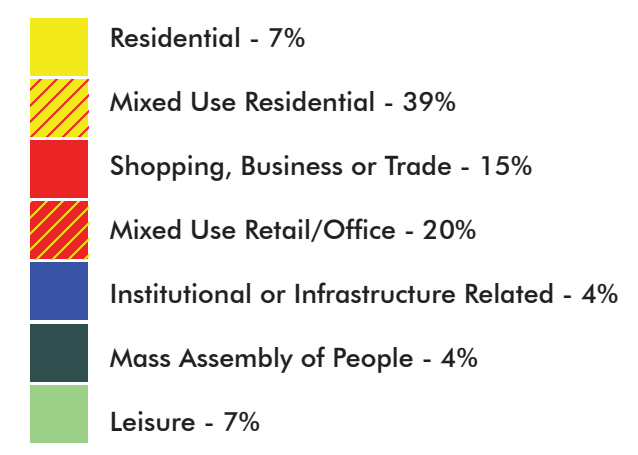 Residential - 7%
Mixed Use Residential - 39%
Shopping, Business or Trade - 15%
Mixed Use Retail/Office - 20%
Institutional or Infrastructure Related - 4%
Mass Assembly of People - 4%
Leisure - 7%